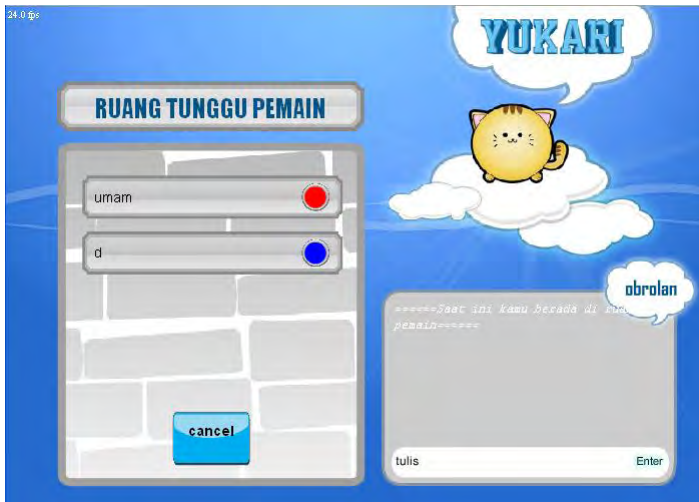 24.0 fps
YUKARI
RUANG TUNGGU PEMAIN
umam
d
cancel
obrolan
======Saat ini kamu berada di
pemain======
tulis
Enter